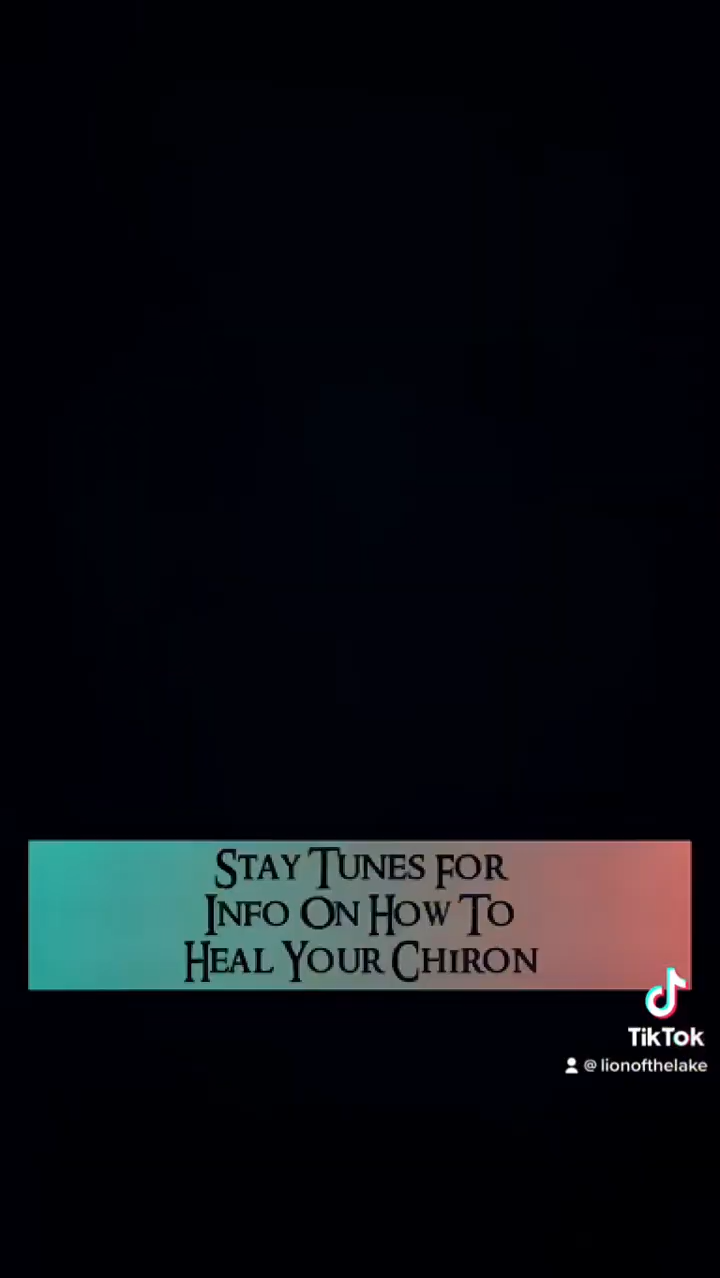 Stay Tunes for
Info On How To
Heal Your Chiron
TikTok
@lionofthelake